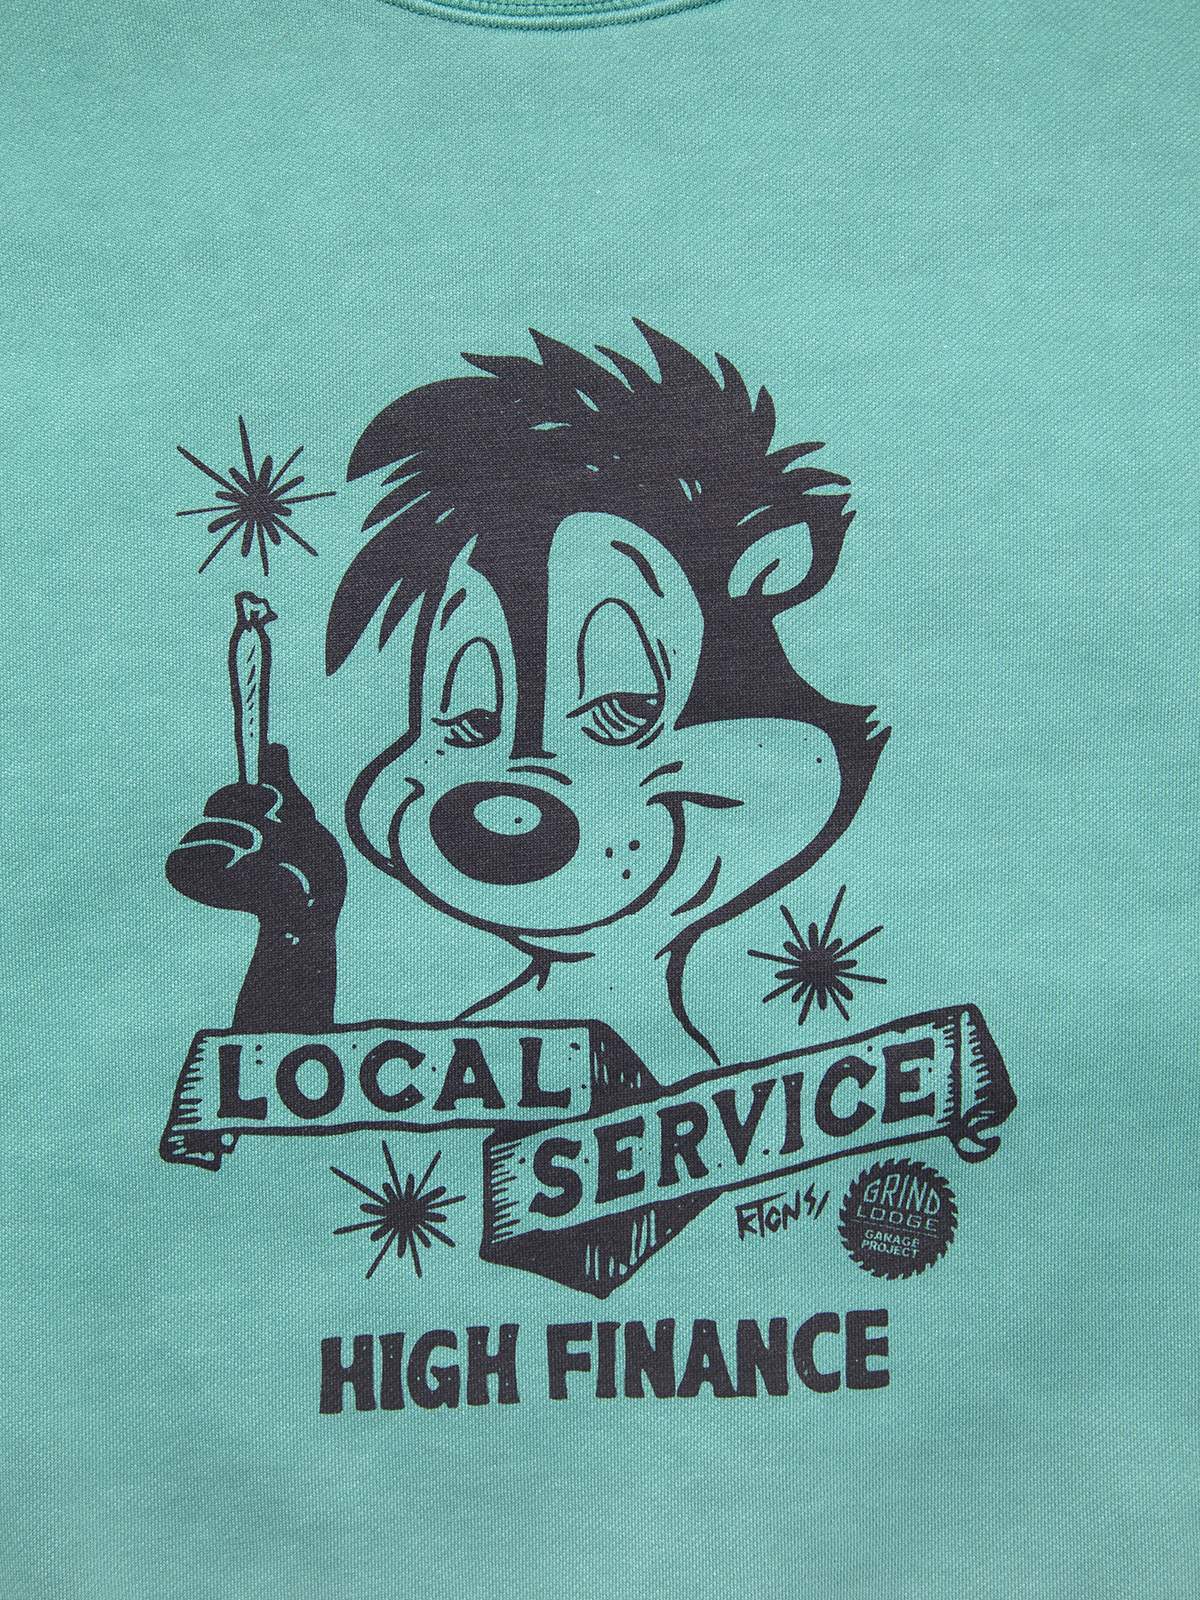 LOCAL
SERVICE
GRIND
LODGE
GARAGE
PROJECT
HIGH FINANCE